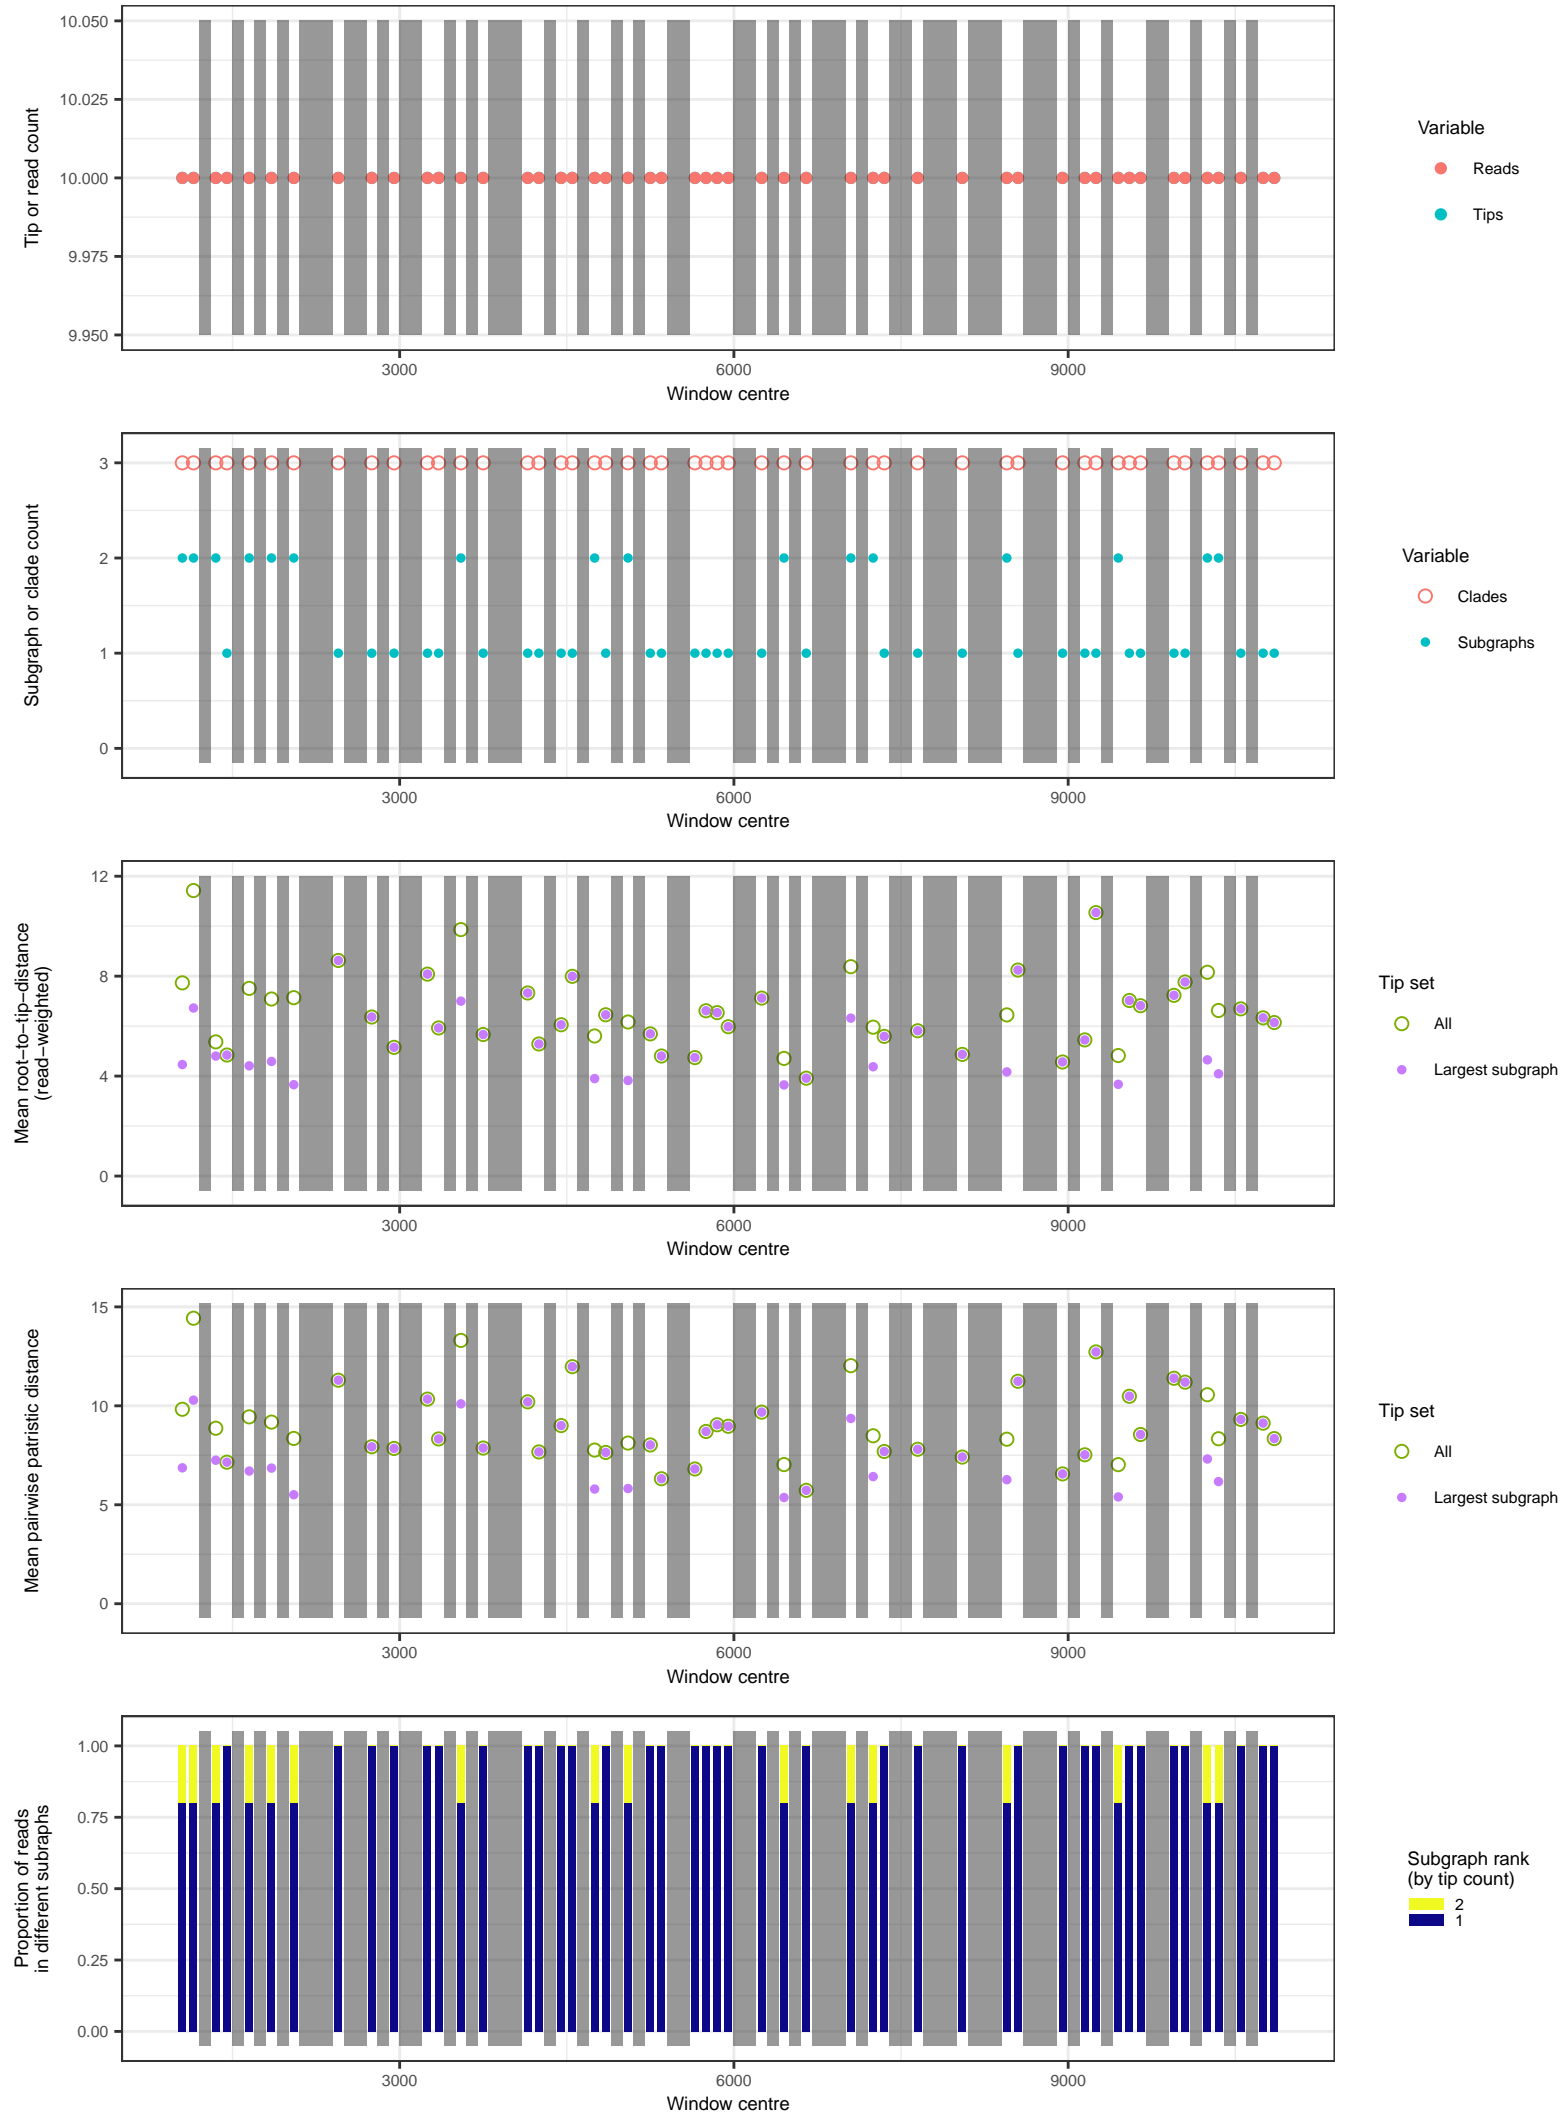 10.050
10.025
10.000
9.975
9.950
Tip or read count
3000 6000 9000
Window centre
Variable
Reads
Tips
3
2
1
0
Subgraph or clade count
3000 6000 9000
Window centre
Variable
Clades
Subgraphs
12
8
4
0
Mean root−to−tip−distance
(read−weighted)
3000 6000 9000
Window centre
Tip set
All
Largest subgraph
15
10
5
0
Mean pairwise patristic distance
3000 6000 9000
Window centre
Tip set
All
Largest subgraph
1.00
0.75
0.50
0.25
0.00
Proportion of reads
in different subraphs
3000 6000 9000
Window centre
Subgraph rank
(by tip count)
2
1